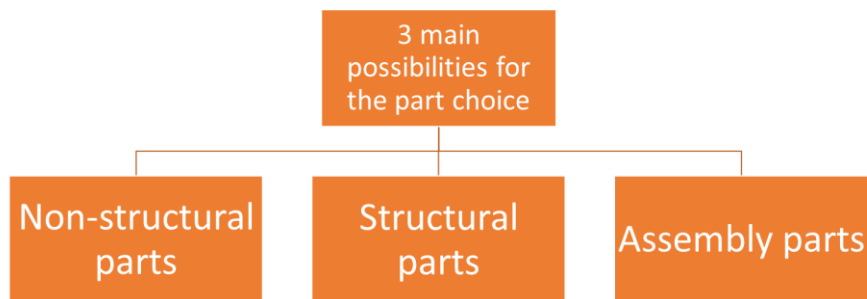 3 main
possibilities for
the part choice
Non-structural
parts
Structural
parts
Assembly parts